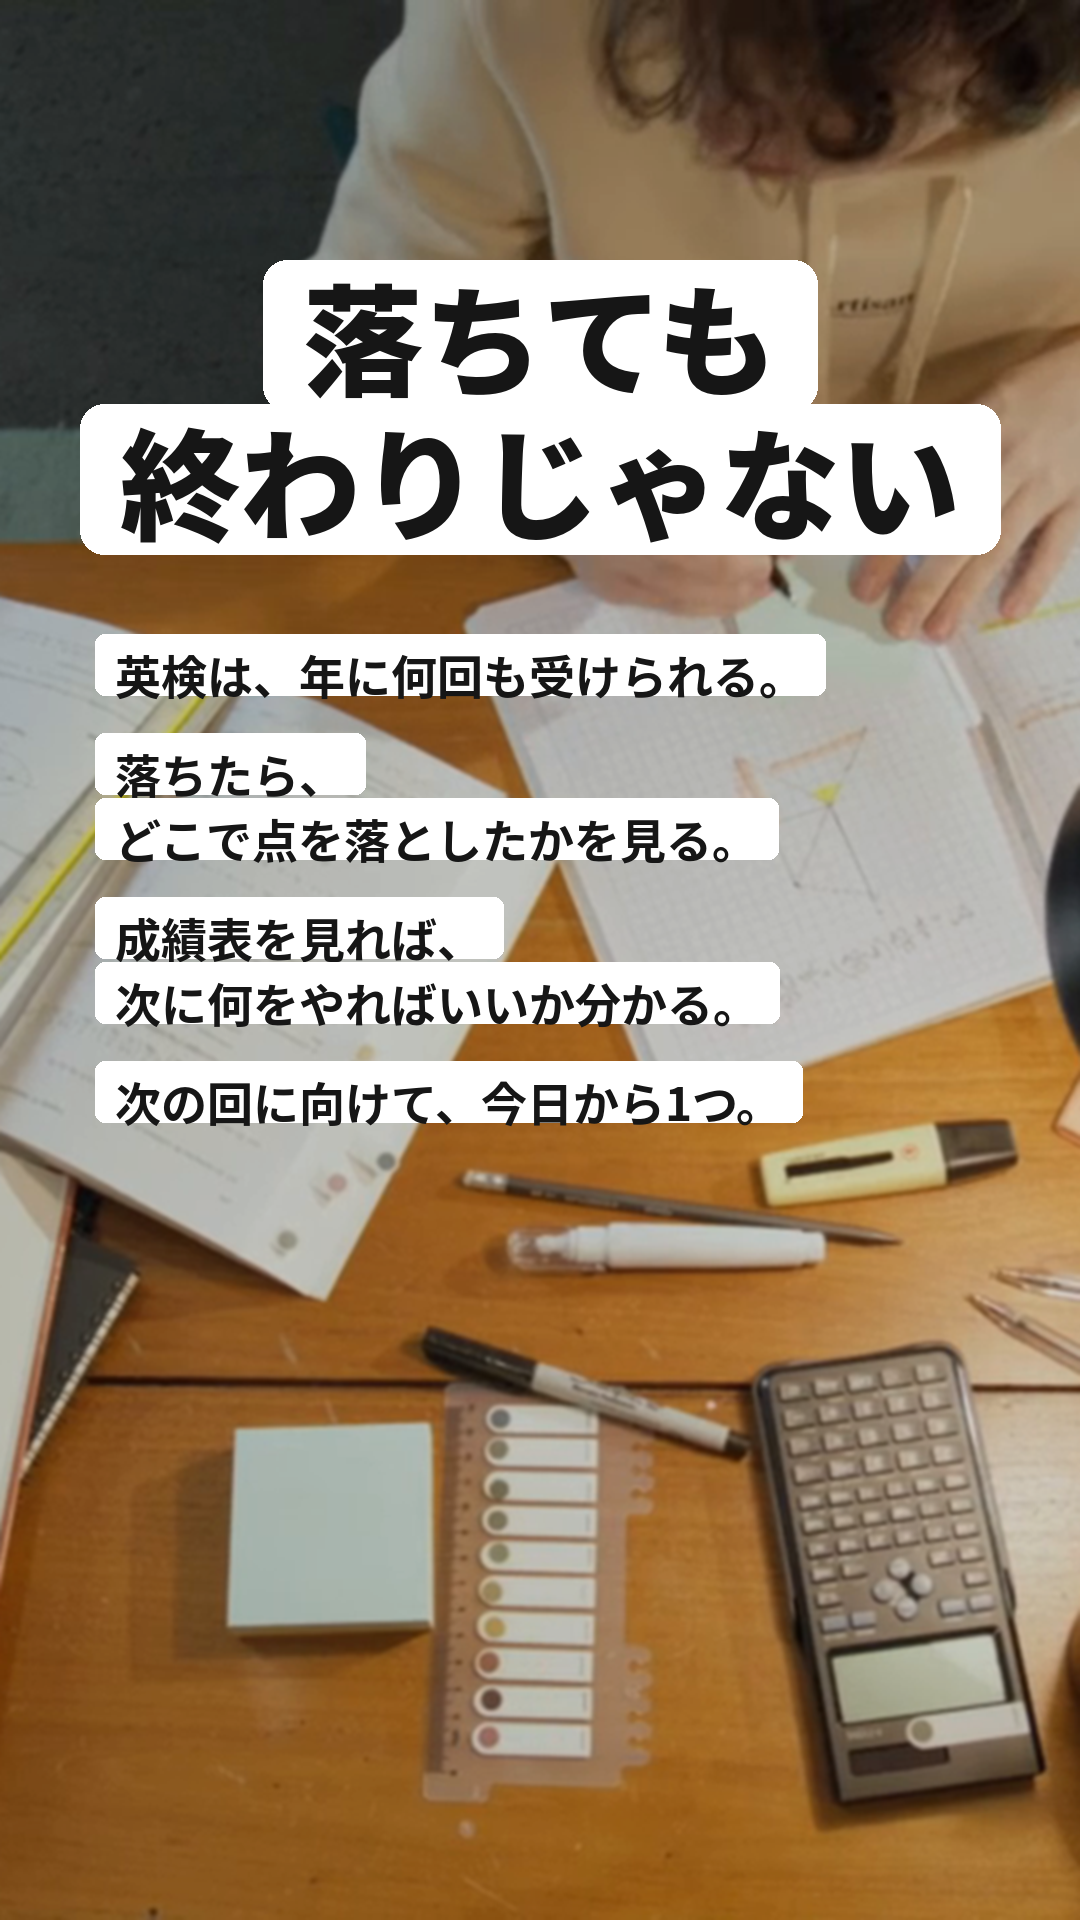 落ちても
終わりじゃない
英検は、年に何回も受けられる。
落ちたら、
どこで点を落としたかを見る。
成績表を見れば、
次に何をやればいいか分かる。
次の回に向けて、今日から1つ。